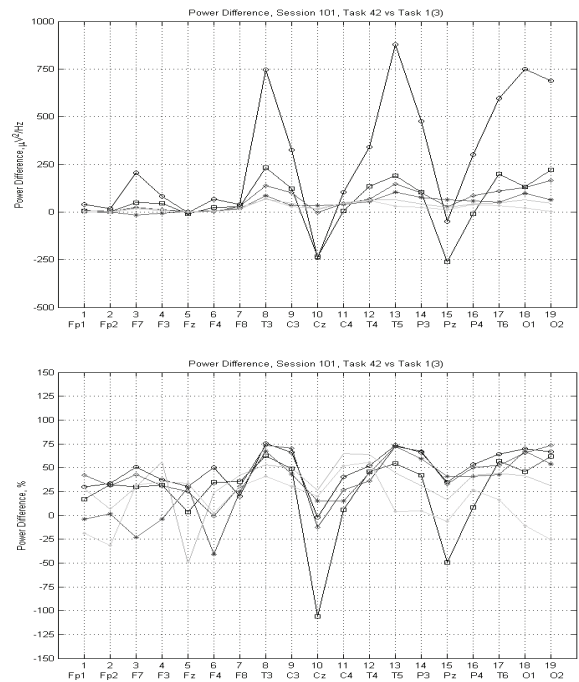 Power Difference, Session 101, Task 42 vs Task 1(3)
1000
750
500
250
0
-250
-500
Power Difference, μV²/Hz
1 2 3 4 5 6 7 8 9 10 11 12 13 14 15 16 17 18 19
Fp1 Fp2 F7 F3 Fz F4 F8 T3 C3 Cz C4 T4 T5 P3 Pz P4 T6 O1 O2
Power Difference, Session 101, Task 42 vs Task 1(3)
150
125
100
75
50
25
0
-25
-50
-75
-100
-125
-150
Power Difference, %
1 2 3 4 5 6 7 8 9 10 11 12 13 14 15 16 17 18 19
Fp1 Fp2 F7 F3 Fz F4 F8 T3 C3 Cz C4 T4 T5 P3 Pz P4 T6 O1 O2